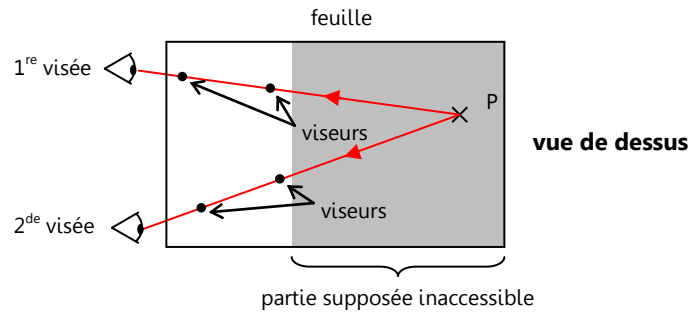 feuille
1re visée
P
viseurs
vue de dessus
viseurs
2de visée
partie supposée inaccessible